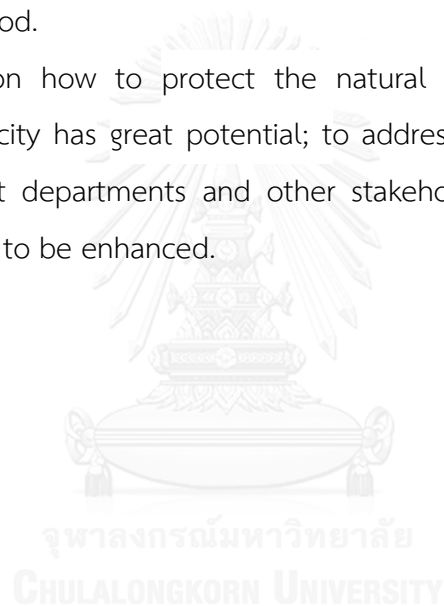 od.
on how to protect the natural
city has great potential; to addres
t departments and other stakeho
to be enhanced.
จุฬาลงกรณ์มหาวิทยาลัย
CHULALONGKORN UNIVERSITY